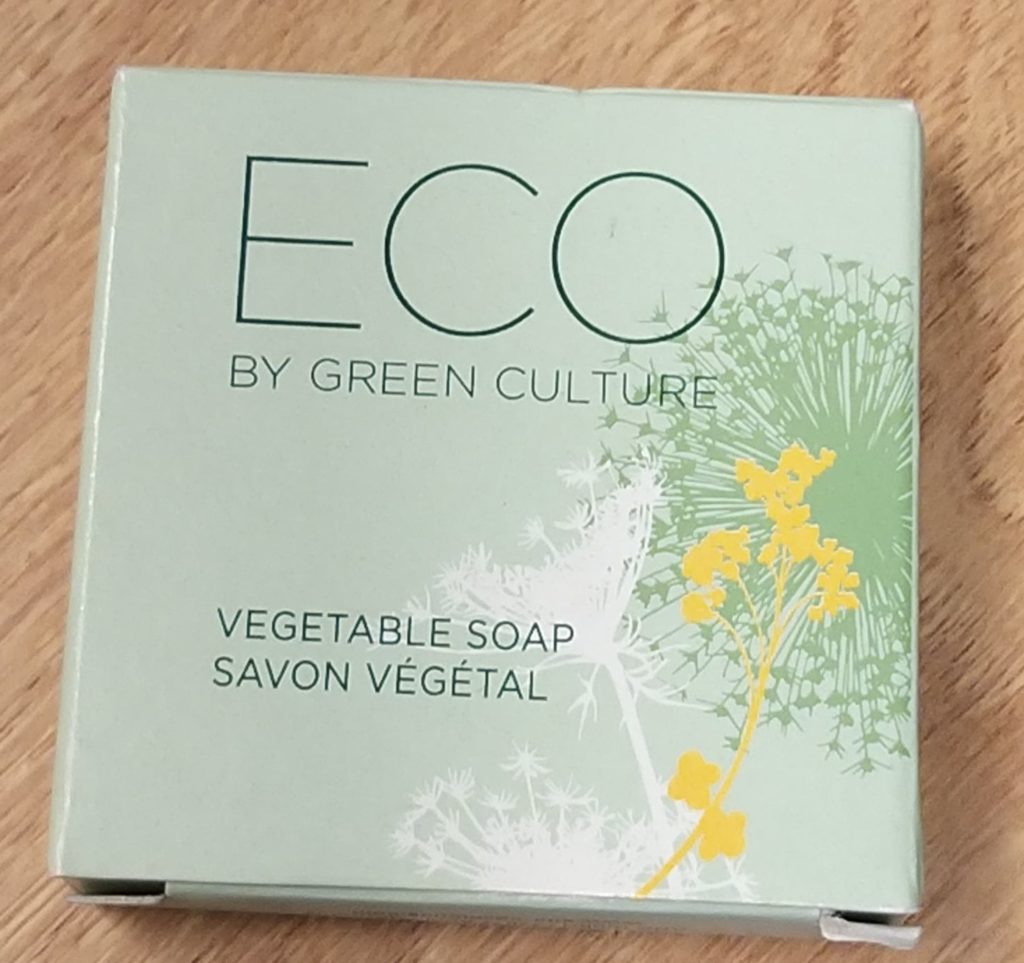 ECO
BY GREEN CULTURE
VEGETABLE SOAP
SAVON VÉGÉTAL